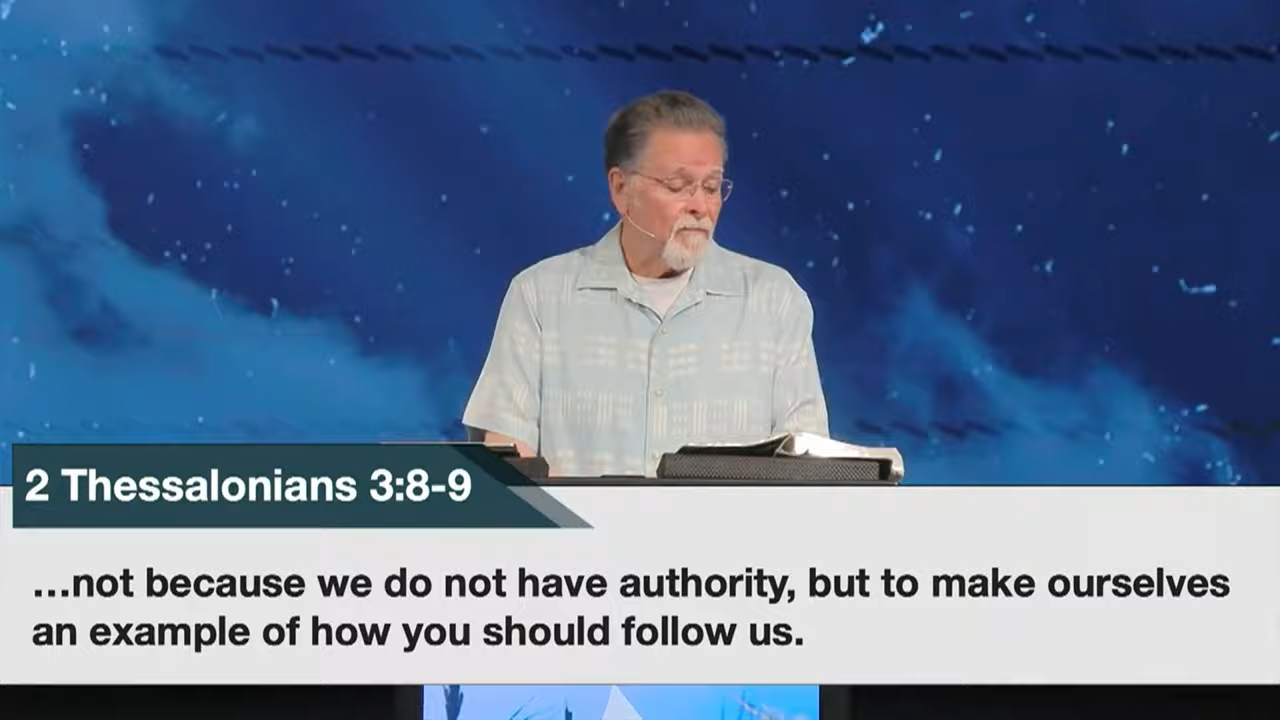 2 Thessalonians 3:8-9
...not because we do not have authority, but to make ourselves
an example of how you should follow us.